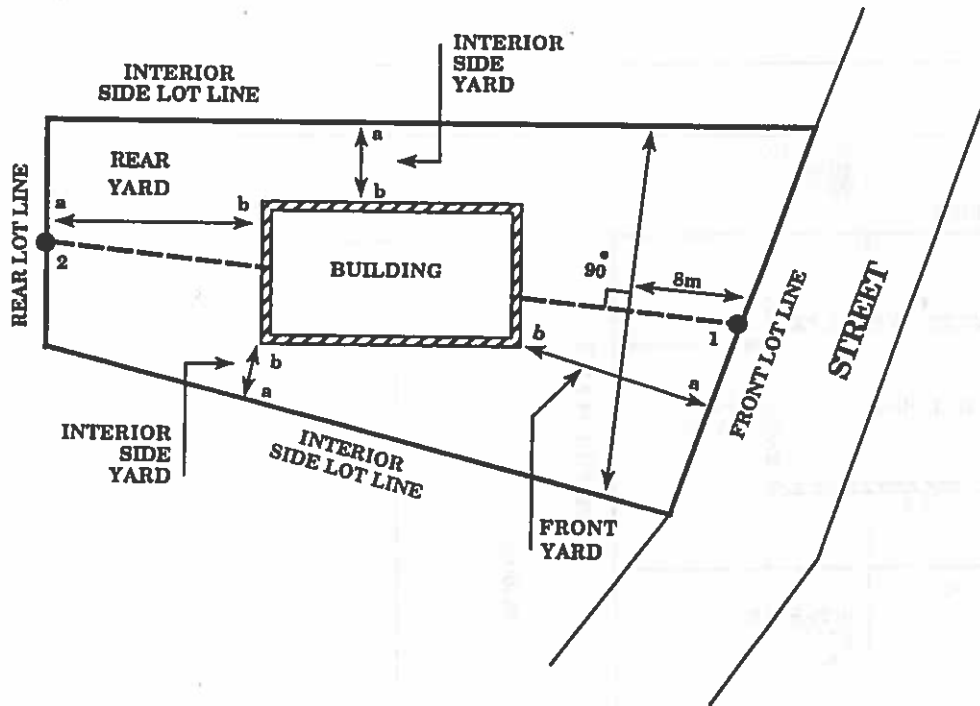 INTERIOR
SIDE
YARD
INTERIOR
SIDE LOT LINE
a
REAR
YARD
b
a
b
REAR LOT LINE
2
BUILDING
90°
8m
1
FRONT LOT LINE
STREET
b
a
b
a
INTERIOR
SIDE
YARD
INTERIOR
SIDE LOT LINE
FRONT
YARD